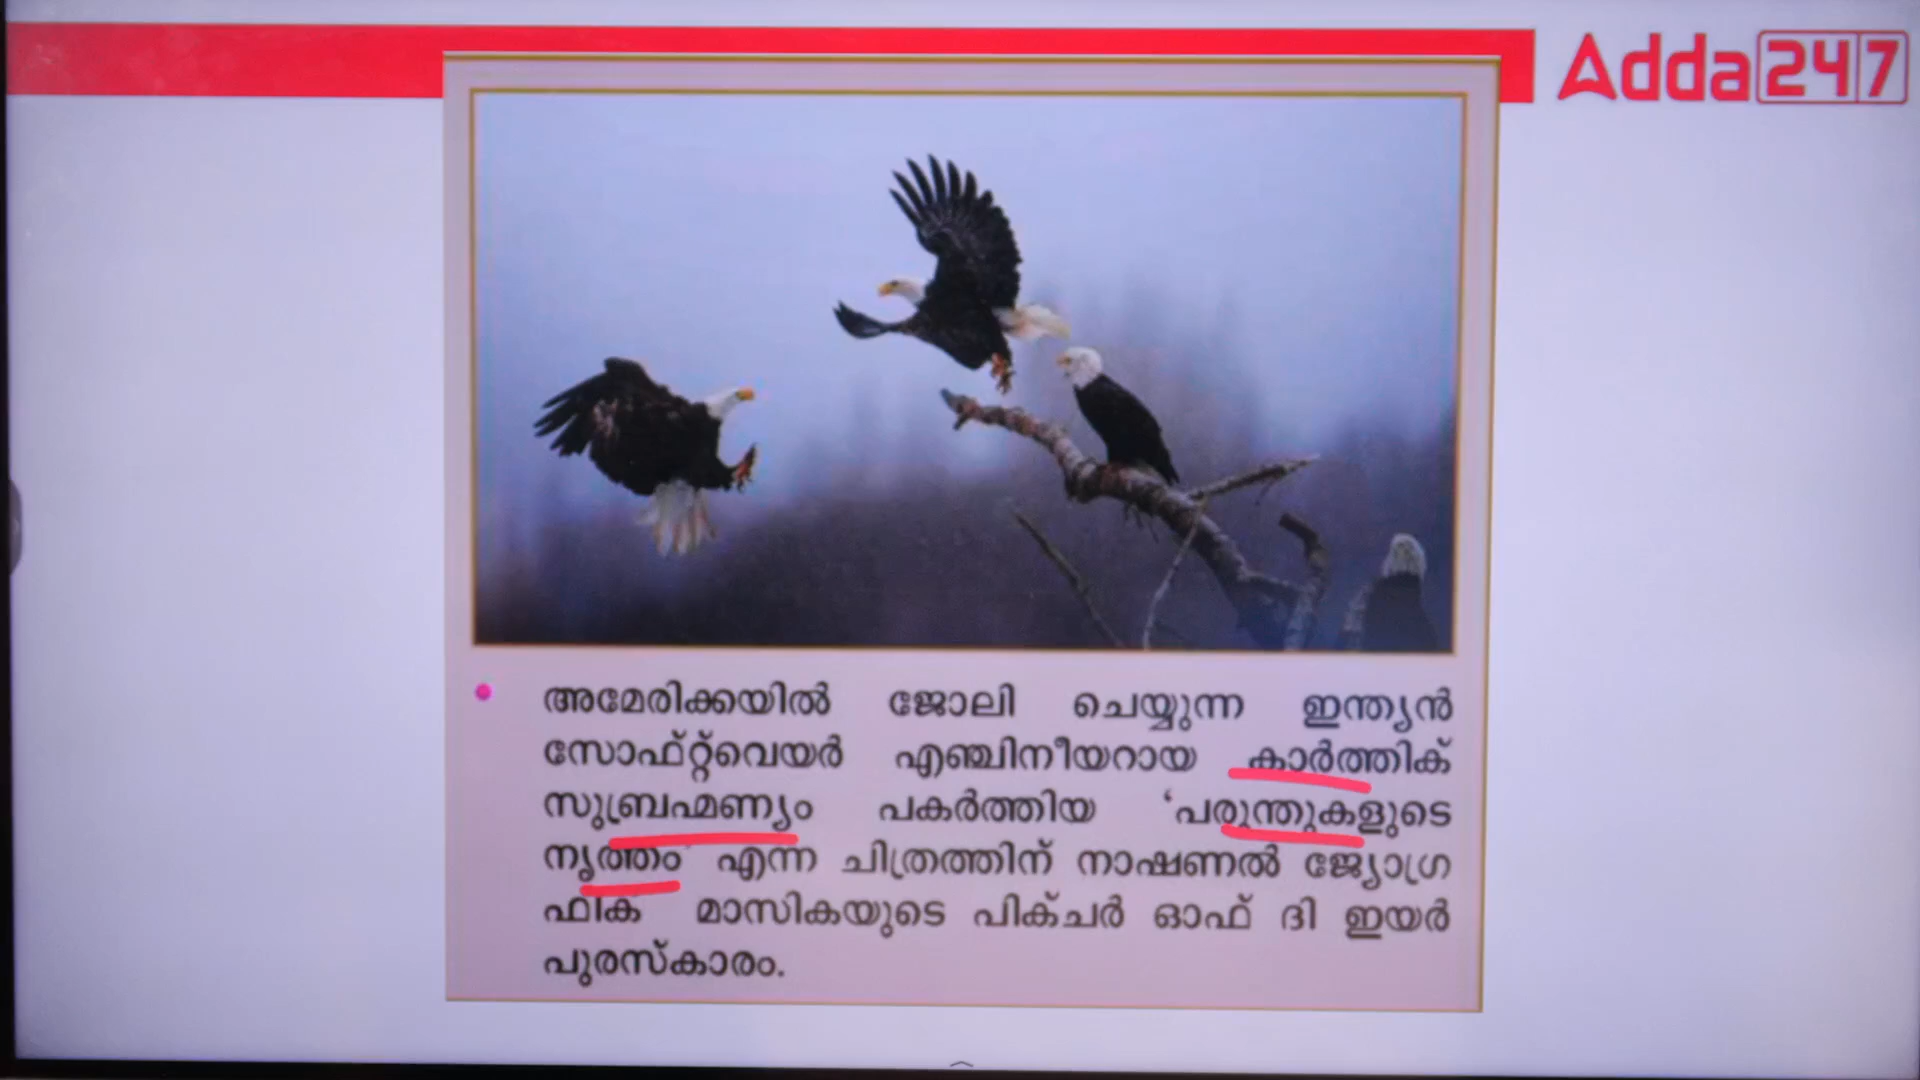 Adda247
അമേരിക്കയിൽ ജോലി ചെയ്യുന്ന ഇന്ത്യൻ
സോഫ്റ്റ്‌വെയർ എഞ്ചിനീയറായ കാർത്തിക്
സുബ്രഹ്മണ്യം പകർത്തിയ ‘പരുന്തുകളുടെ
നൃത്തം’ എന്ന ചിത്രത്തിന് നാഷണൽ ജ്യോഗ്ര
ഫിക് മാസികയുടെ പിക്ചർ ഓഫ് ദി ഇയർ
പുരസ്കാരം.